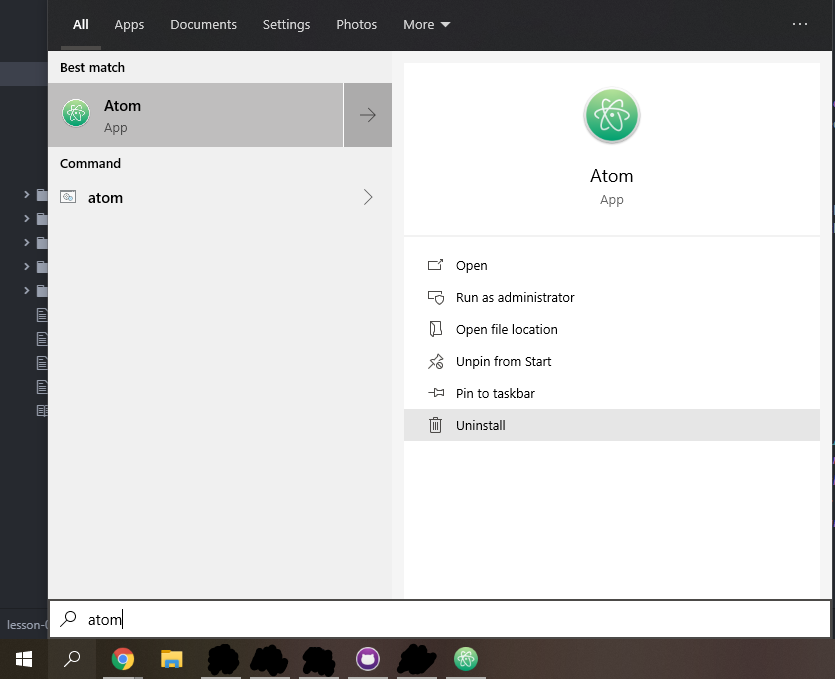 All Apps Documents Settings Photos More
Best match
Atom
App
Command
atom
Atom
App
Open
Run as administrator
Open file location
Unpin from Start
Pin to taskbar
Uninstall
lesson-
atom